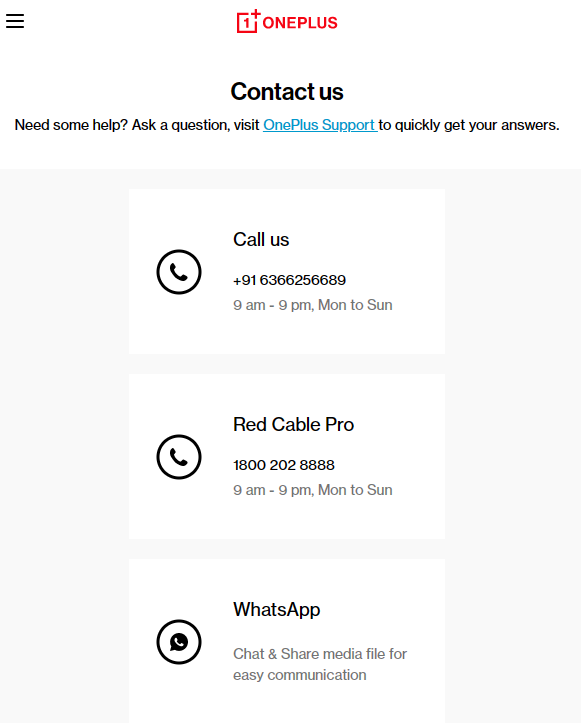 ONEPLUS
Contact us
Need some help? Ask a question, visit OnePlus Support to quickly get your answers.
Call us
+91 6366256689
9 am - 9 pm, Mon to Sun
Red Cable Pro
1800 202 8888
9 am - 9 pm, Mon to Sun
WhatsApp
Chat & Share media file for
easy communication